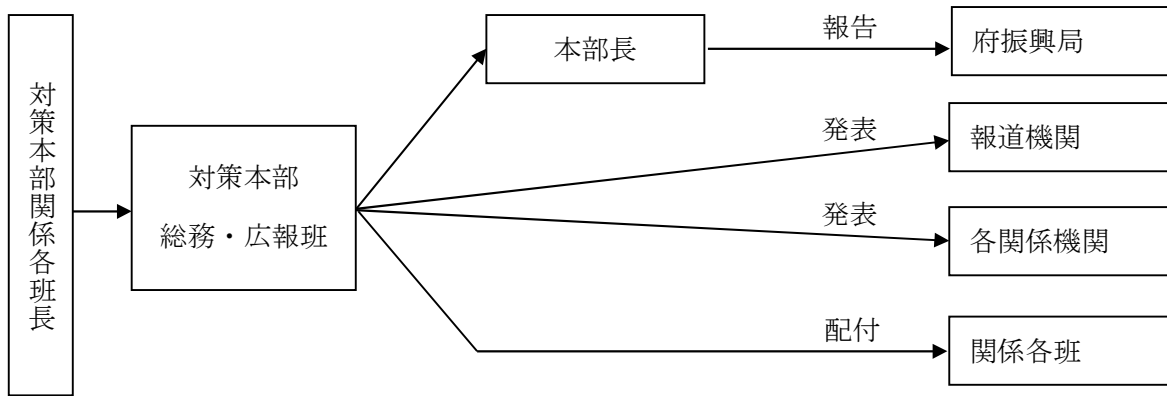 対策本部関係各班長
対策本部
総務・広報班
本部長
報告
府振興局
発表
報道機関
発表
各関係機関
配付
関係各班